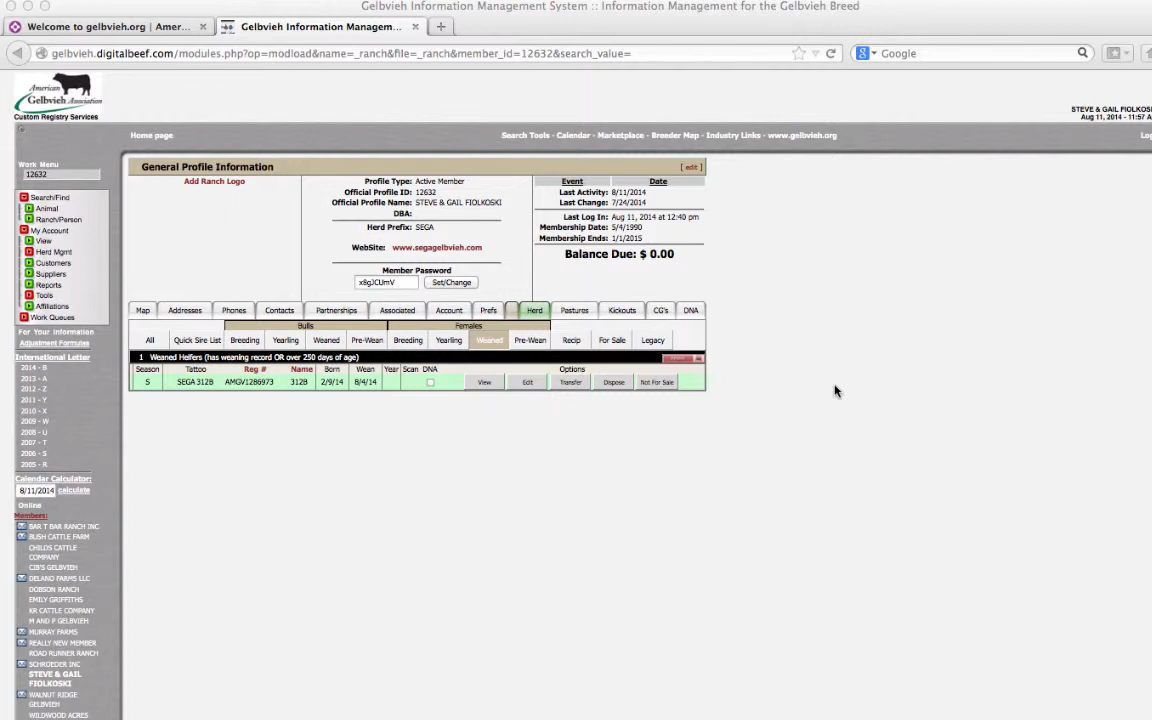 Gelbvieh Information Management System :: Information Management for the Gelbvieh Breed
Welcome to gelbvieh.org | Amer... × Gelbvieh Information Managem... × +
gelbvieh.digitalbeef.com/modules.php?op=modload&name=_ranch&file=_ranch&member_id=12632&search_value= Google
American
Gelbvieh Association
Custom Registry Services
STEVE & GAIL FIOLKOSK
Aug 11, 2014 - 11:57 A
Home page Search Tools - Calendar - Marketplace - Breeder Map - Industry Links - www.gelbvieh.org Lo
Work Menu
12632
Search/Find
Animal
Ranch/Person
My Account
View
Herd Mgmt
Customers
Suppliers
Reports
Tools
Affiliations
Work Queues
For Your Information
Adjustment Formulas
International Letter
2014 - B
2013 - A
2012 - Z
2011 - Y
2010 - X
2009 - W
2008 - U
2007 - T
2006 - S
2005 - R
Calendar Calculator:
8/11/2014 calculate
Online
Members:
BAR T BAR RANCH INC
BUSH CATTLE FARM
CHILDS CATTLE
COMPANY
CIB'S GELBVIEH
DELAND FARMS LLC
DOBSON RANCH
EMILY GRIFFITHS
KR CATTLE COMPANY
M AND P GELBVIEH
MURRAY FARMS
REALLY NEW MEMBER
ROAD RUNNER RANCH
SCHROEDER INC
STEVE & GAIL
FIOLKOSKI
WALNUT RIDGE
GELBVIEH
WILDWOOD ACRES
General Profile Information [ edit ]
Add Ranch Logo
Profile Type: Active Member
Official Profile ID: 12632
Official Profile Name: STEVE & GAIL FIOLKOSKI
DBA:
Herd Prefix: SEGA
WebSite: www.segagelbvieh.com
Member Password
x8gJCUmV Set/Change
Event Date
Last Activity: 8/11/2014
Last Change: 7/24/2014
Last Log In: Aug 11, 2014 at 12:40 pm
Membership Date: 5/4/1990
Membership Ends: 1/1/2015
Balance Due: $ 0.00
Map Addresses Phones Contacts Partnerships Associated Account Prefs Herd Pastures Kickouts CG's DNA
Bulls Females
All Quick Sire List Breeding Yearling Weaned Pre-Wean Breeding Yearling Weaned Pre-Wean Recip For Sale Legacy
1 Weaned Heifers (has weaning record OR over 250 days of age)
Season Tattoo Reg # Name Born Wean Year Scan DNA Options
S SEGA 312B AMGV1286973 312B 2/9/14 8/4/14 View Edit Transfer Dispose Not For Sale